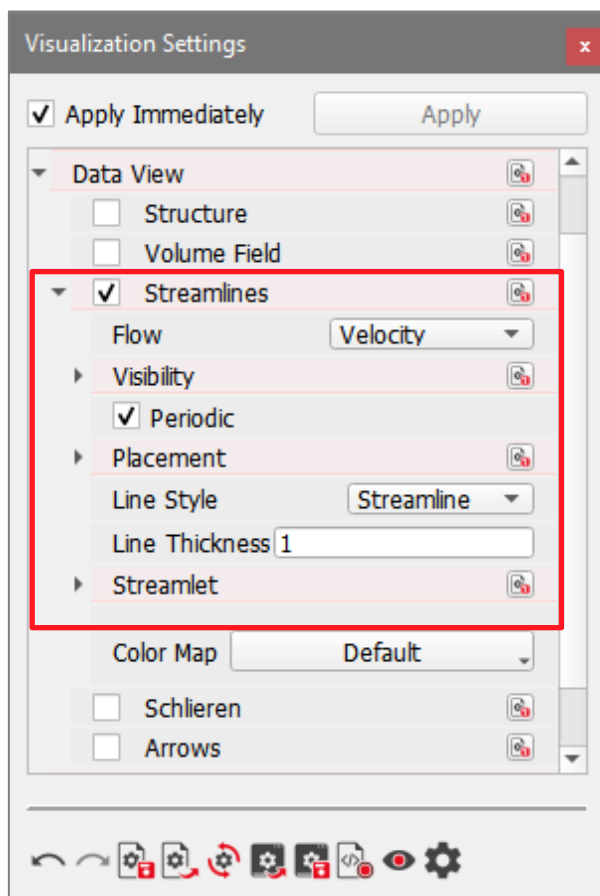 Visualization Settings
x
Apply Immediately
Apply
Data View
Structure
Volume Field
Streamlines
Flow
Velocity
Visibility
Periodic
Placement
Line Style
Streamline
Line Thickness 1
Streamlet
Color Map
Default
Schlieren
Arrows